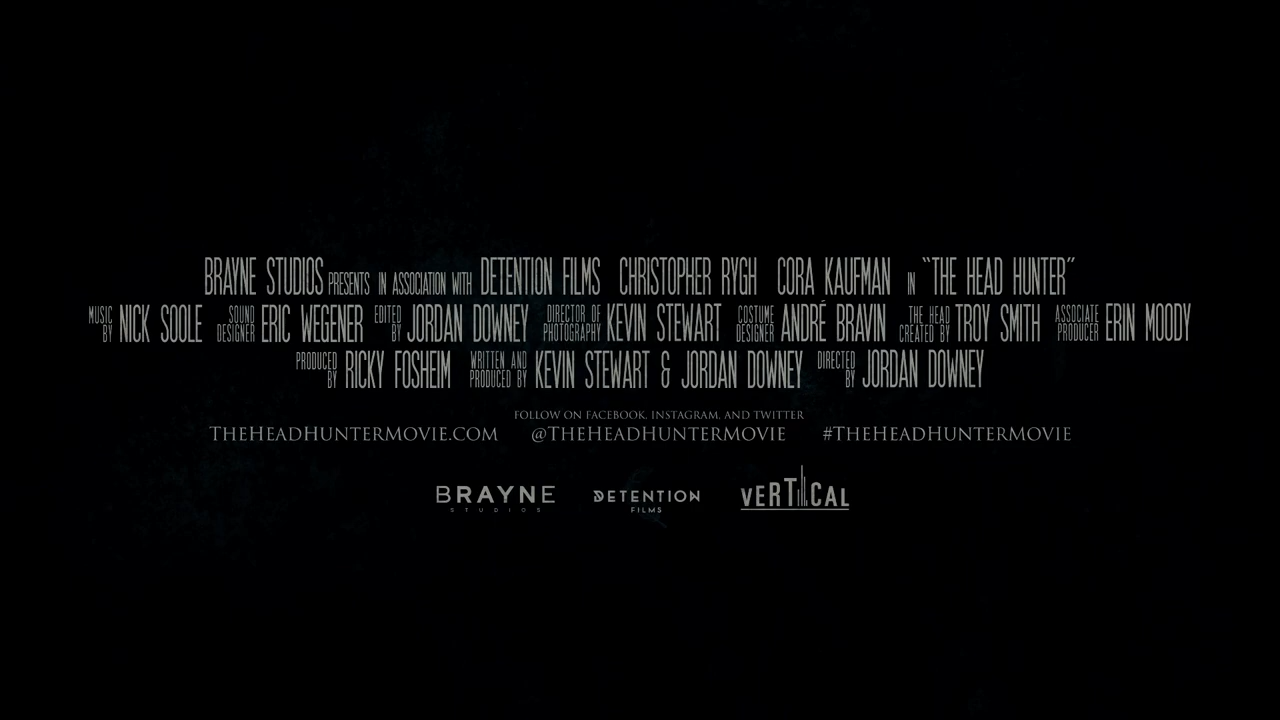 BRAYNE STUDIOS PRESENTS IN ASSOCIATION WITH DETENTION FILMS CHRISTOPHER RYGH CORA KAUFMAN IN "THE HEAD HUNTER"
MUSIC BY NICK SOOLE SOUND DESIGNER ERIC WEGENER EDITED BY JORDAN DOWNEY DIRECTOR OF PHOTOGRAPHY KEVIN STEWART COSTUME DESIGNER ANDRÉ BRAVIN THE HEAD CREATED BY TROY SMITH ASSOCIATE PRODUCER ERIN MOODY
PRODUCED BY RICKY FOSHEIM WRITTEN AND PRODUCED BY KEVIN STEWART & JORDAN DOWNEY DIRECTED BY JORDAN DOWNEY
FOLLOW ON FACEBOOK, INSTAGRAM, AND TWITTER
THEHEADHUNTERMOVIE.COM @THEHEADHUNTERMOVIE #THEHEADHUNTERMOVIE
BRAYNE STUDIOS DETENTION FILMS VERTICAL